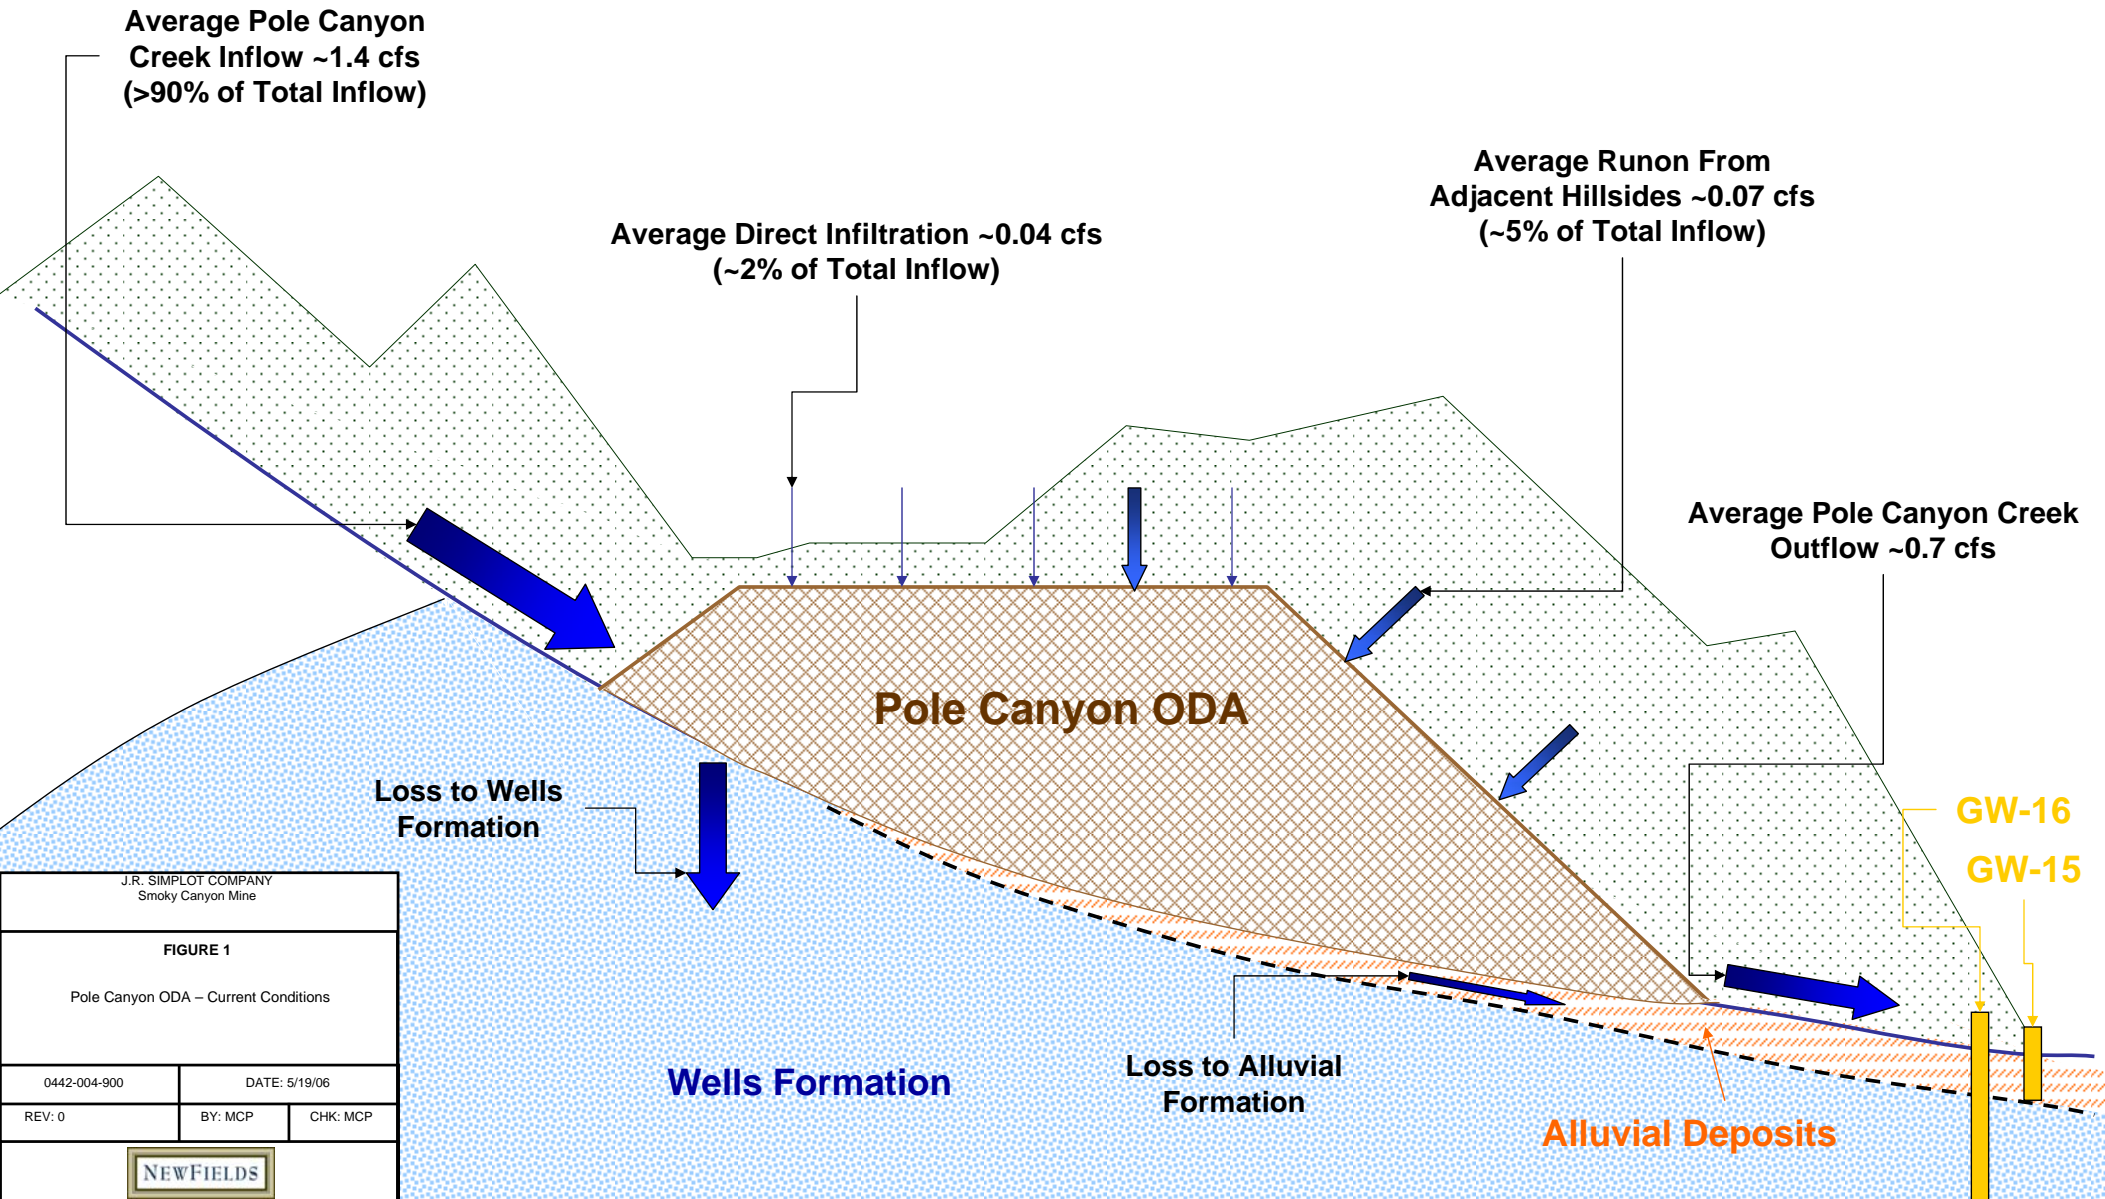 Average Pole Canyon
Creek Inflow ~1.4 cfs
(>90% of Total Inflow)
Average Runon From
Adjacent Hillsides ~0.07 cfs
(~5% of Total Inflow)
Average Direct Infiltration ~0.04 cfs
(~2% of Total Inflow)
Average Pole Canyon Creek
Outflow ~0.7 cfs
Pole Canyon ODA
Loss to Wells
Formation
GW-16
GW-15
Loss to Alluvial
Formation
Wells Formation
Alluvial Deposits
J.R. SIMPLOT COMPANY
Smoky Canyon Mine
FIGURE 1
Pole Canyon ODA – Current Conditions
0442-004-900
DATE: 5/19/06
REV: 0
BY: MCP
CHK: MCP
NEWFIELDS